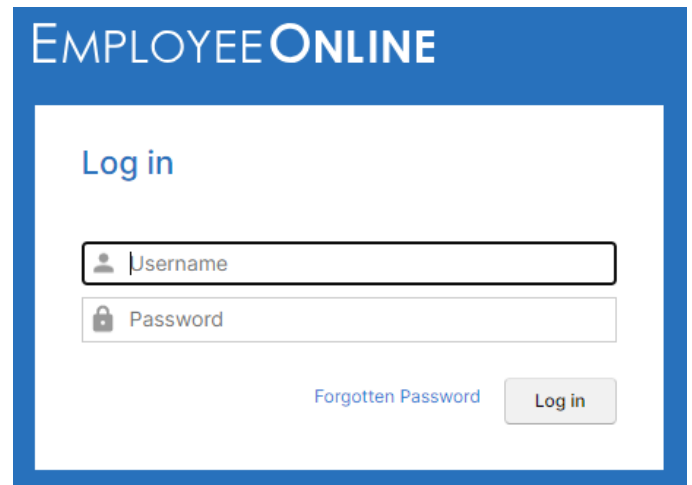 EMPLOYEEONLINE
Log in
Username
Password
Forgotten Password
Log in